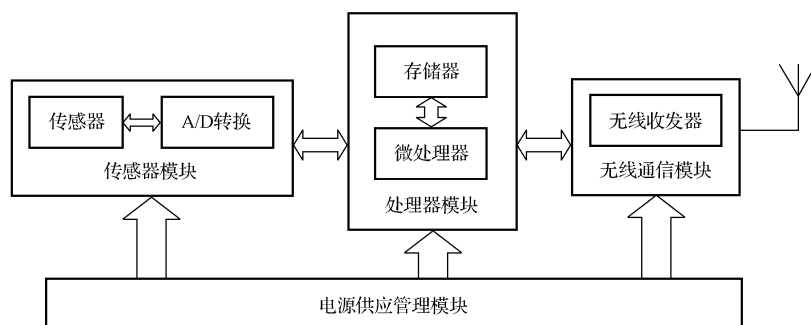 存储器
传感器
A/D转换
无线收发器
微处理器
传感器模块
无线通信模块
处理器模块
电源供应管理模块